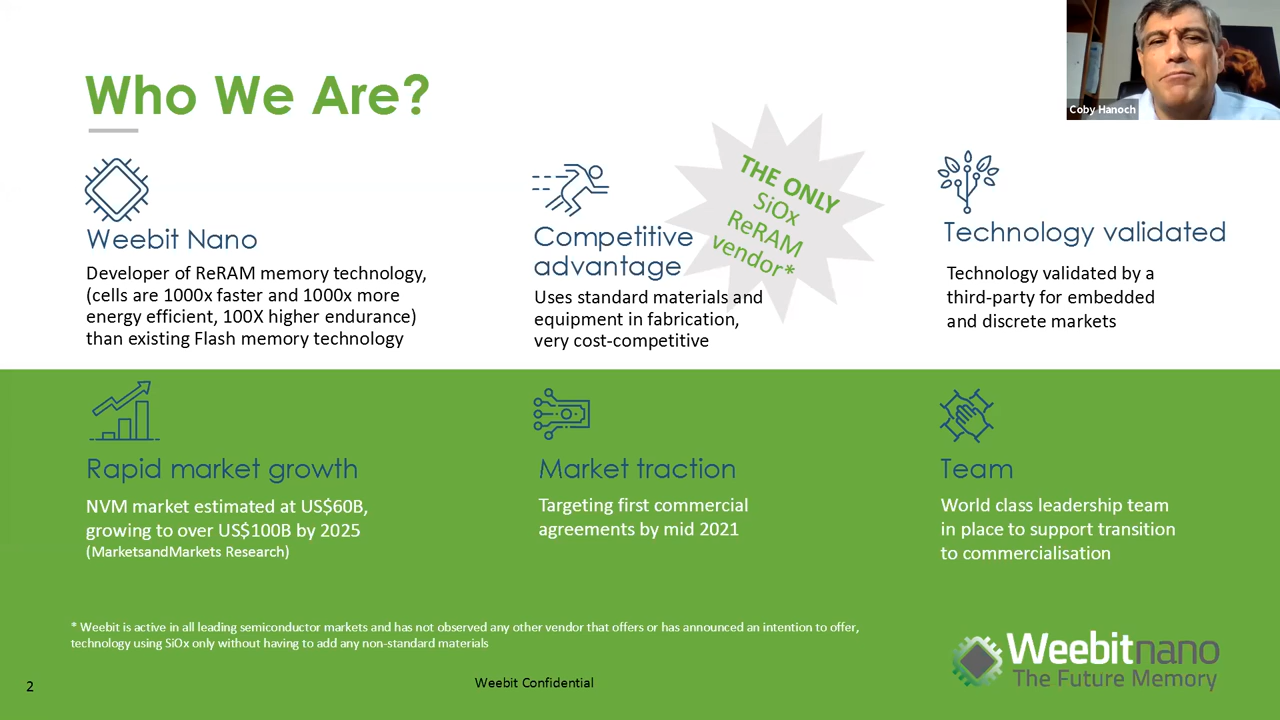 Who We Are?
Coby Hanoch
Weebit Nano
Developer of ReRAM memory technology,
(cells are 1000x faster and 1000x more
energy efficient, 100X higher endurance)
than existing Flash memory technology
Competitive
advantage
Uses standard materials and
equipment in fabrication,
very cost-competitive
THE ONLY
SiOx
ReRAM
vendor*
Technology validated
Technology validated by a
third-party for embedded
and discrete markets
Rapid market growth
NVM market estimated at US$60B,
growing to over US$100B by 2025
(MarketsandMarkets Research)
Market traction
Targeting first commercial
agreements by mid 2021
Team
World class leadership team
in place to support transition
to commercialisation
* Weebit is active in all leading semiconductor markets and has not observed any other vendor that offers or has announced an intention to offer,
technology using SiOx only without having to add any non-standard materials
2
Weebit Confidential
Weebitnano
The Future Memory